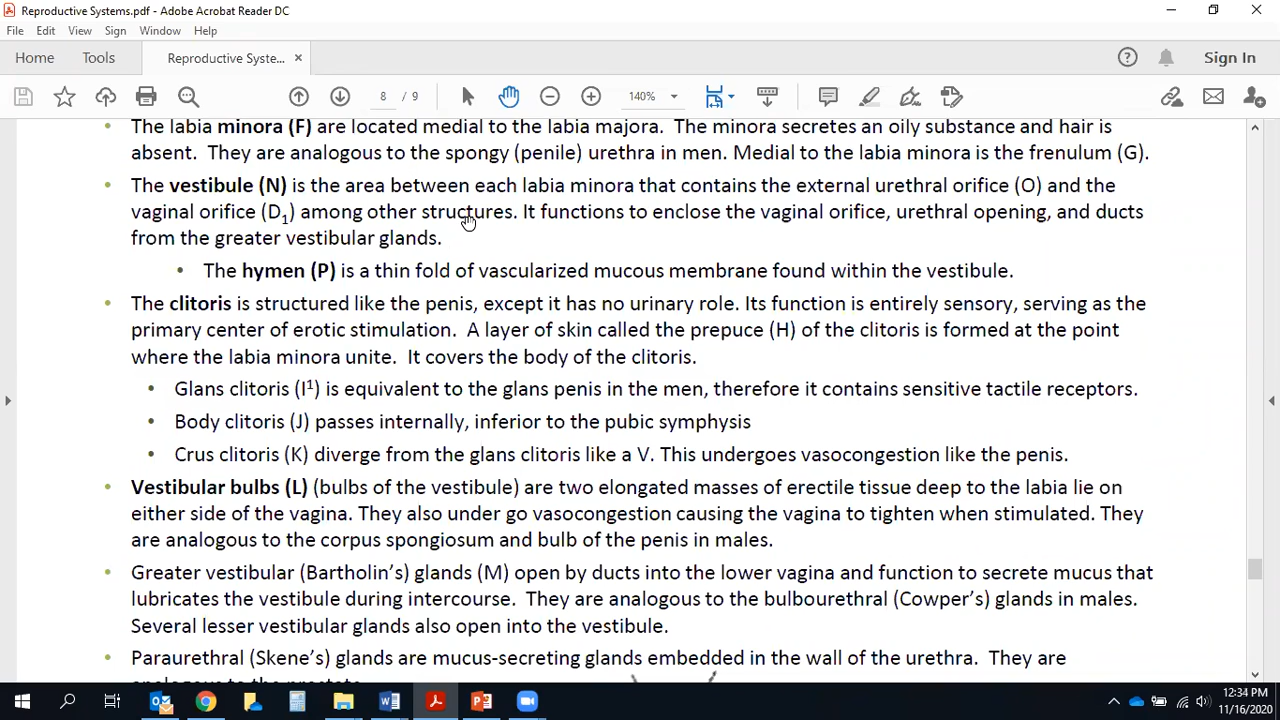 Reproductive Systems.pdf - Adobe Acrobat Reader DC
File Edit View Sign Window Help
Home Tools Reproductive Syste... × Sign In
8 / 9 140%
The labia minora (F) are located medial to the labia majora. The minora secretes an oily substance and hair is
absent. They are analogous to the spongy (penile) urethra in men. Medial to the labia minora is the frenulum (G).
The vestibule (N) is the area between each labia minora that contains the external urethral orifice (O) and the
vaginal orifice (D1) among other structures. It functions to enclose the vaginal orifice, urethral opening, and ducts
from the greater vestibular glands.
The hymen (P) is a thin fold of vascularized mucous membrane found within the vestibule.
The clitoris is structured like the penis, except it has no urinary role. Its function is entirely sensory, serving as the
primary center of erotic stimulation. A layer of skin called the prepuce (H) of the clitoris is formed at the point
where the labia minora unite. It covers the body of the clitoris.
Glans clitoris (I1) is equivalent to the glans penis in the men, therefore it contains sensitive tactile receptors.
Body clitoris (J) passes internally, inferior to the pubic symphysis
Crus clitoris (K) diverge from the glans clitoris like a V. This undergoes vasocongestion like the penis.
Vestibular bulbs (L) (bulbs of the vestibule) are two elongated masses of erectile tissue deep to the labia lie on
either side of the vagina. They also under go vasocongestion causing the vagina to tighten when stimulated. They
are analogous to the corpus spongiosum and bulb of the penis in males.
Greater vestibular (Bartholin's) glands (M) open by ducts into the lower vagina and function to secrete mucus that
lubricates the vestibule during intercourse. They are analogous to the bulbourethral (Cowper's) glands in males.
Several lesser vestibular glands also open into the vestibule.
Paraurethral (Skene's) glands are mucus-secreting glands embedded in the wall of the urethra. They are
analogous to the prostate
12:34 PM
11/16/2020